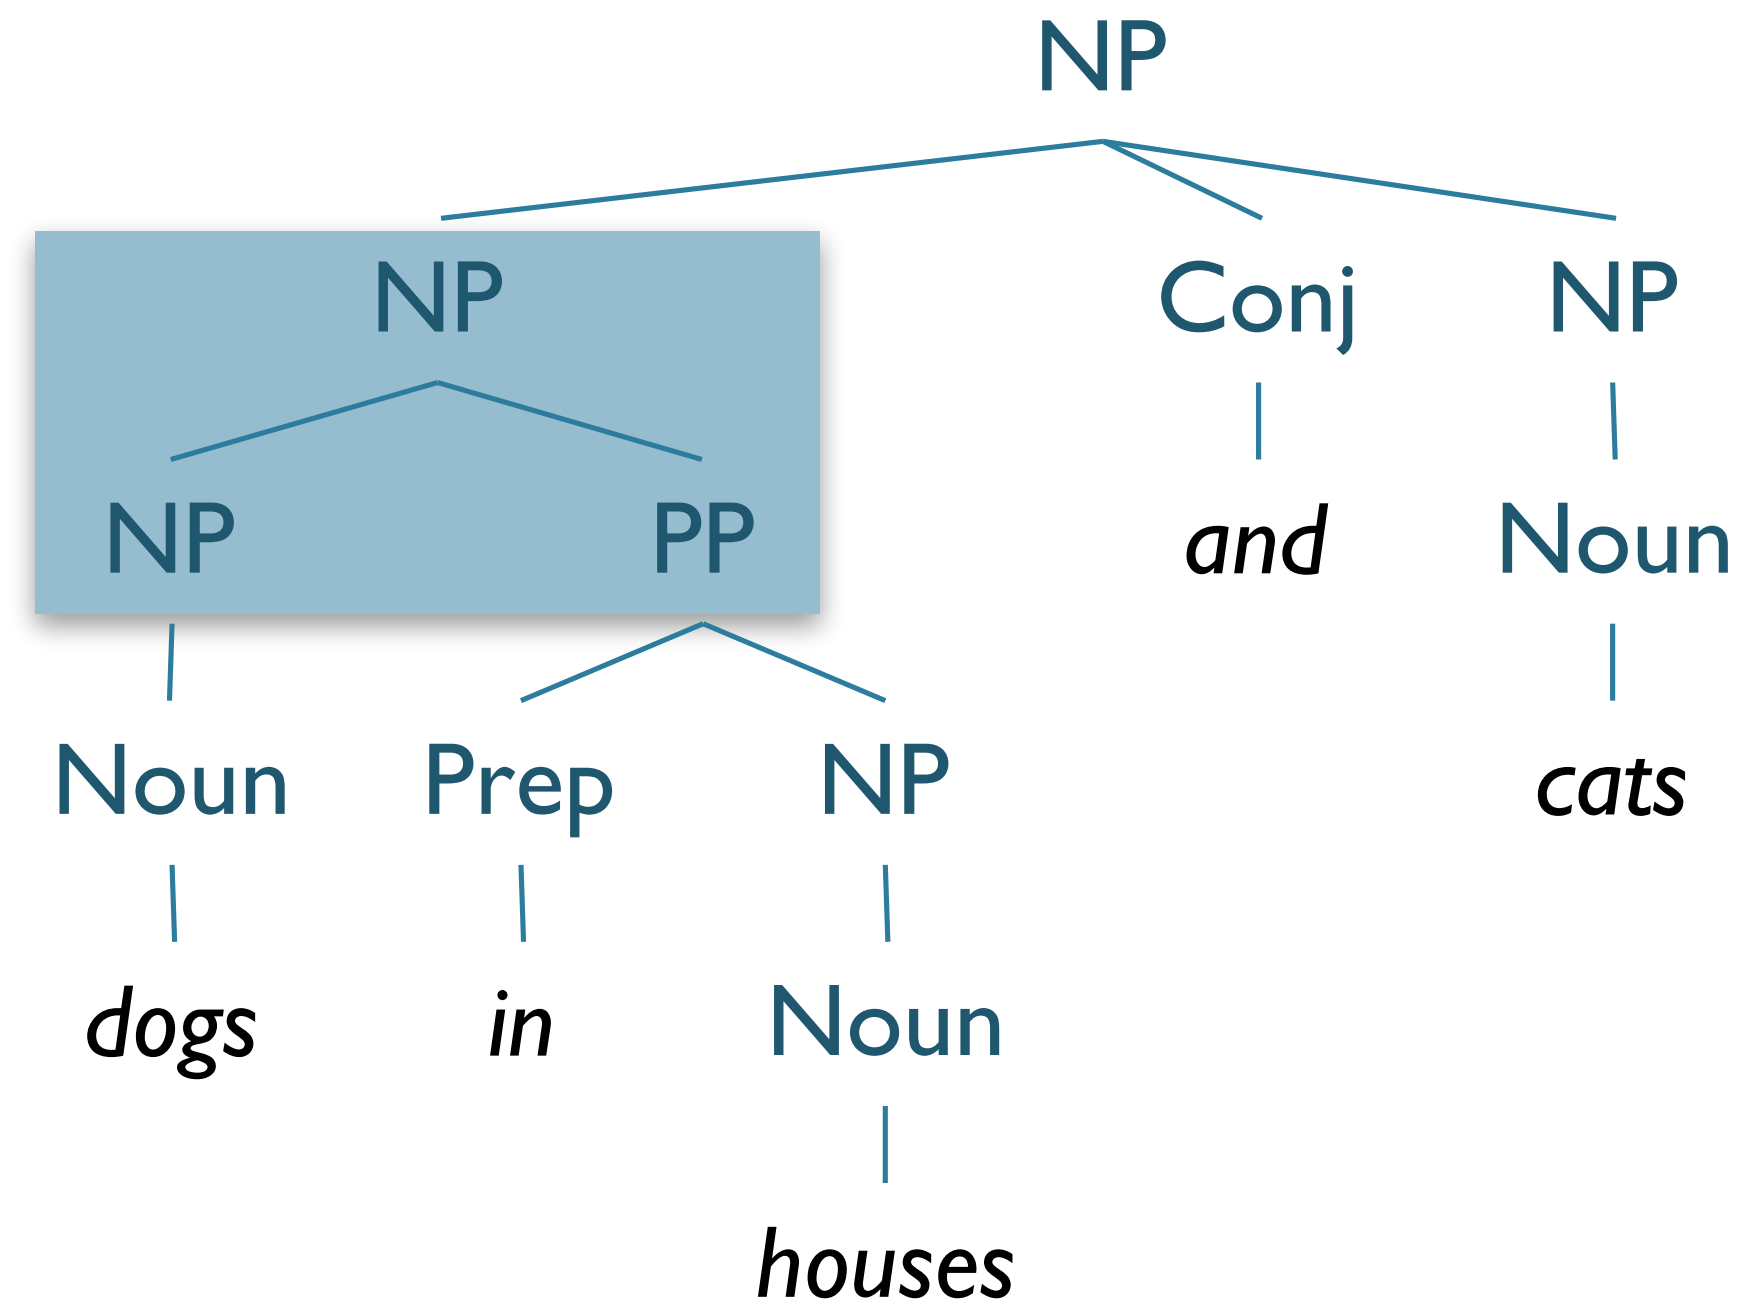 NP
NP Conj NP
NP PP and Noun
Noun Prep NP cats
dogs in Noun
houses